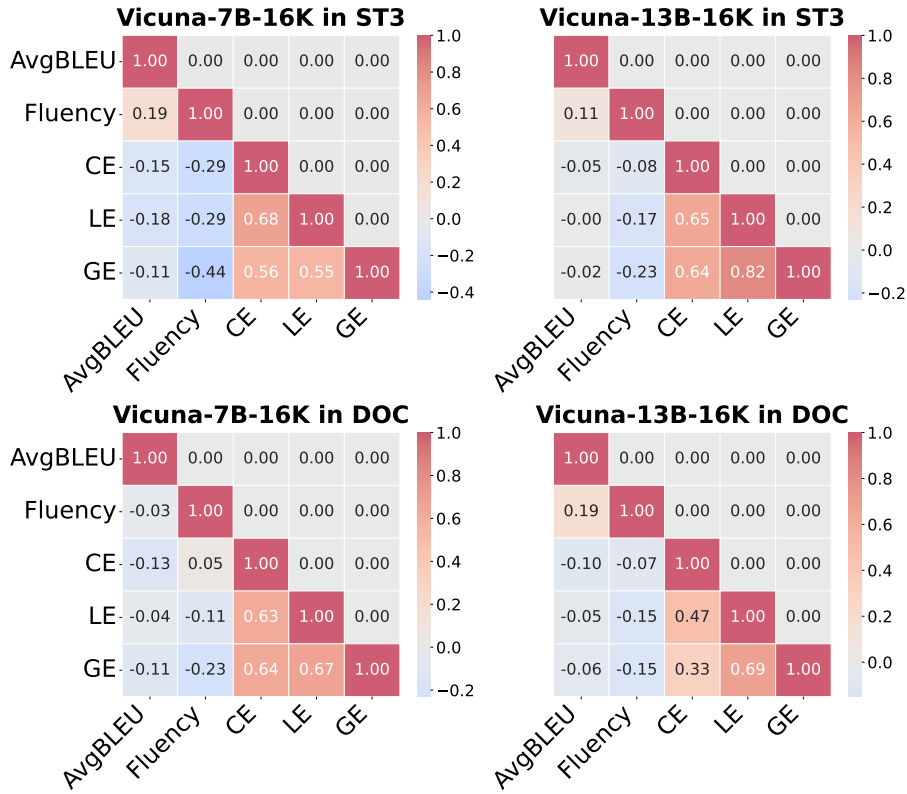 Vicuna-7B-16K in ST3
AvgBLEU 1.00 0.00 0.00 0.00 0.00
Fluency 0.19 1.00 0.00 0.00 0.00
CE -0.15 -0.29 1.00 0.00 0.00
LE -0.18 -0.29 0.68 1.00 0.00
GE -0.11 -0.44 0.56 0.55 1.00
AvgBLEU Fluency CE LE GE
1.0
0.8
0.6
0.4
0.2
0.0
−0.2
−0.4
Vicuna-13B-16K in ST3
1.00 0.00 0.00 0.00 0.00
0.11 1.00 0.00 0.00 0.00
-0.05 -0.08 1.00 0.00 0.00
-0.00 -0.17 0.65 1.00 0.00
-0.02 -0.23 0.64 0.82 1.00
AvgBLEU Fluency CE LE GE
1.0
0.8
0.6
0.4
0.2
0.0
−0.2
Vicuna-7B-16K in DOC
AvgBLEU 1.00 0.00 0.00 0.00 0.00
Fluency -0.03 1.00 0.00 0.00 0.00
CE -0.13 0.05 1.00 0.00 0.00
LE -0.04 -0.11 0.63 1.00 0.00
GE -0.11 -0.23 0.64 0.67 1.00
AvgBLEU Fluency CE LE GE
1.0
0.8
0.6
0.4
0.2
0.0
−0.2
Vicuna-13B-16K in DOC
1.00 0.00 0.00 0.00 0.00
0.19 1.00 0.00 0.00 0.00
-0.10 -0.07 1.00 0.00 0.00
-0.05 -0.15 0.47 1.00 0.00
-0.06 -0.15 0.33 0.69 1.00
AvgBLEU Fluency CE LE GE
1.0
0.8
0.6
0.4
0.2
0.0